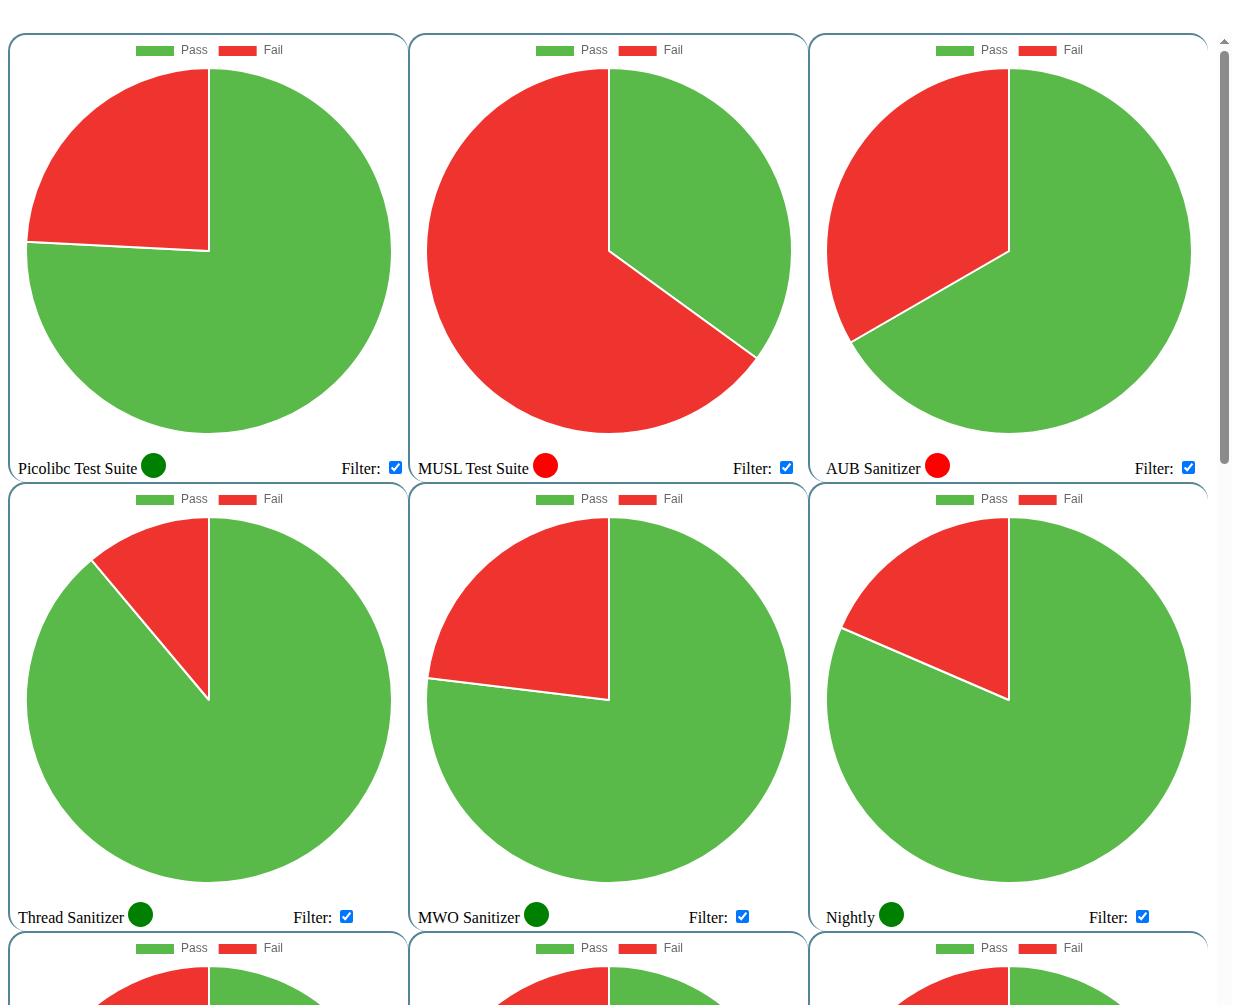 Pass Fail
Pass Fail
Pass Fail
Picolibc Test Suite Filter:
MUSL Test Suite Filter:
AUB Sanitizer Filter:
Pass Fail
Pass Fail
Pass Fail
Thread Sanitizer Filter:
MWO Sanitizer Filter:
Nightly Filter:
Pass Fail
Pass Fail
Pass Fail